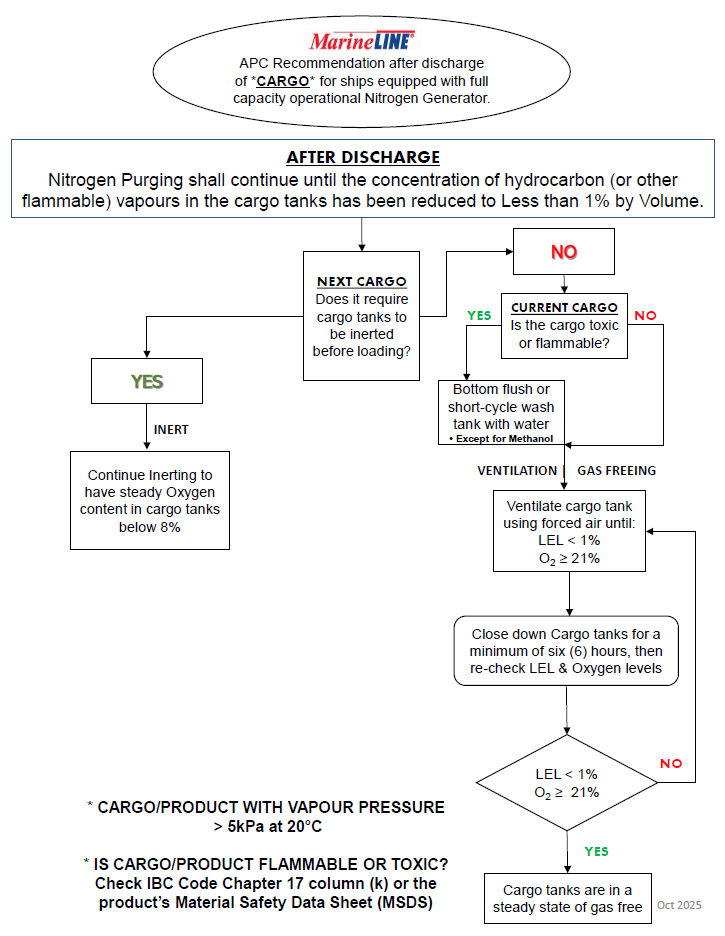 MarineLINE®
APC Recommendation after discharge
of *CARGO* for ships equipped with full
capacity operational Nitrogen Generator.
AFTER DISCHARGE
Nitrogen Purging shall continue until the concentration of hydrocarbon (or other
flammable) vapours in the cargo tanks has been reduced to Less than 1% by Volume.
NEXT CARGO
Does it require
cargo tanks to
be inerted
before loading?
NO
CURRENT CARGO
Is the cargo toxic
or flammable?
YES
NO
YES
INERT
Continue Inerting to
have steady Oxygen
content in cargo tanks
below 8%
Bottom flush or
short-cycle wash
tank with water
• Except for Methanol
VENTILATION | GAS FREEING
Ventilate cargo tank
using forced air until:
LEL < 1%
O₂ ≥ 21%
Close down Cargo tanks for a
minimum of six (6) hours, then
re-check LEL & Oxygen levels
LEL < 1%
O₂ ≥ 21%
NO
YES
Cargo tanks are in a
steady state of gas free
* CARGO/PRODUCT WITH VAPOUR PRESSURE
> 5kPa at 20°C
* IS CARGO/PRODUCT FLAMMABLE OR TOXIC?
Check IBC Code Chapter 17 column (k) or the
product's Material Safety Data Sheet (MSDS)
Oct 2025